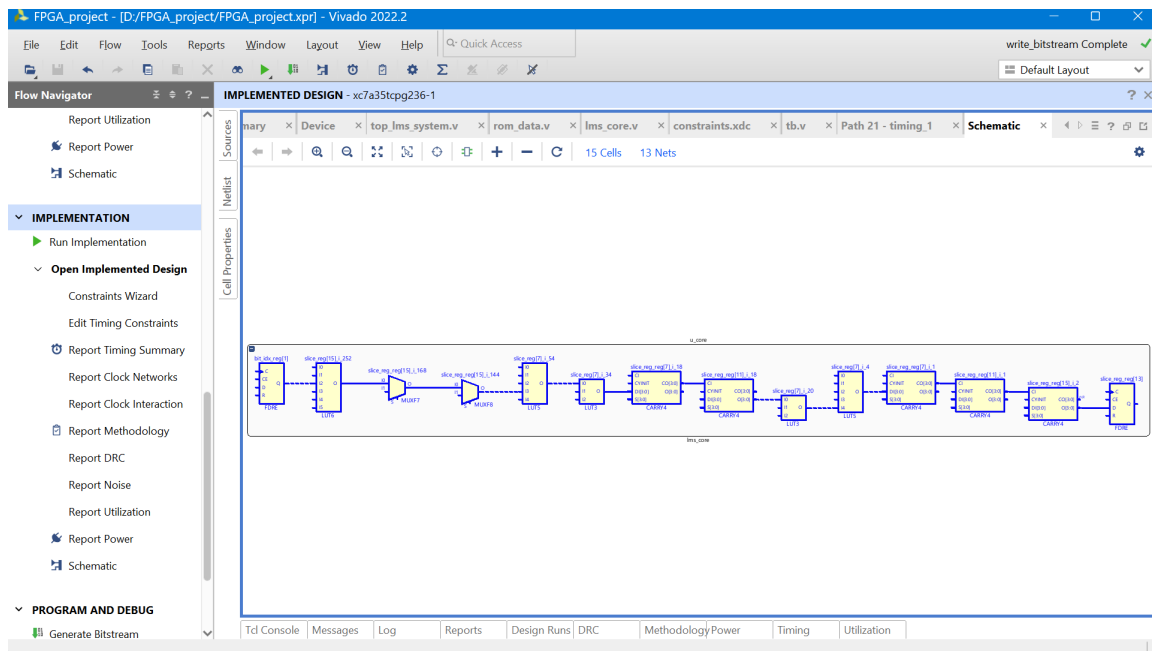 FPGA_project - [D:/FPGA_project/FPGA_project.xpr] - Vivado 2022.2
File Edit Flow Tools Reports Window Layout View Help Quick Access write_bitstream Complete
Default Layout
Flow Navigator
IMPLEMENTED DESIGN - xc7a35tcpg236-1
Report Utilization
Report Power
Schematic
IMPLEMENTATION
Run Implementation
Open Implemented Design
Constraints Wizard
Edit Timing Constraints
Report Timing Summary
Report Clock Networks
Report Clock Interaction
Report Methodology
Report DRC
Report Noise
Report Utilization
Report Power
Schematic
PROGRAM AND DEBUG
Generate Bitstream
Sources
Netlist
Cell Properties
mary Device top_lms_system.v rom_data.v lms_core.v constraints.xdc tb.v Path 21 - timing_1 Schematic
15 Cells 13 Nets
u_core
bit_idx_reg[1] slice_reg[15]_i_252 slice_reg_reg[15]_i_168 slice_reg_reg[15]_i_144 slice_reg[7]_i_54 slice_reg[7]_i_34 slice_reg_reg[7]_i_18 slice_reg_reg[11]_i_18 slice_reg[7]_i_20 slice_reg[7]_i_4 slice_reg_reg[7]_i_1 slice_reg_reg[11]_i_1 slice_reg_reg[15]_i_2 slice_reg_reg[13]
FDRE LUT6 MUXF7 MUXF8 LUT5 LUT3 CARRY4 CARRY4 LUT3 LUT5 CARRY4 CARRY4 CARRY4 FDRE
lms_core
Tcl Console Messages Log Reports Design Runs DRC Methodology Power Timing Utilization